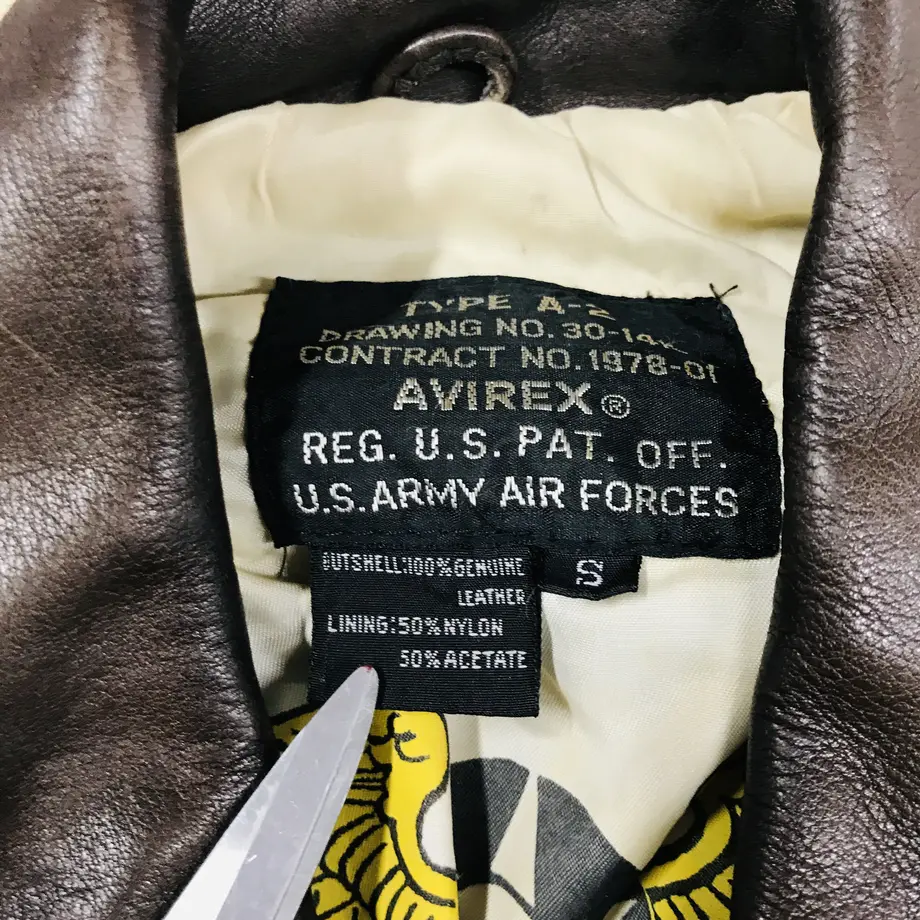 TYPE A-2
DRAWING NO. 30-14
CONTRACT NO.1978-01
AVIREX®
REG. U.S. PAT. OFF.
U.S. ARMY AIR FORCES
OUTSHELL:100%GENUINE
LEATHER
S
LINING:50%NYLON
50%ACETATE